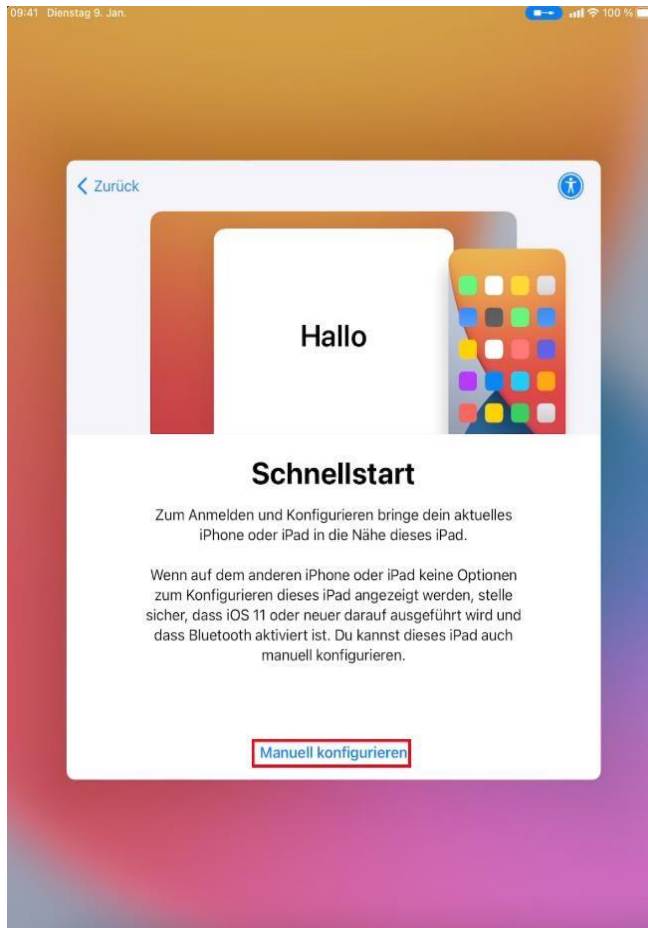 09:41 Dienstag 9. Jan.
100 %
Zurück
Hallo
Schnellstart
Zum Anmelden und Konfigurieren bringe dein aktuelles
iPhone oder iPad in die Nähe dieses iPad.
Wenn auf dem anderen iPhone oder iPad keine Optionen
zum Konfigurieren dieses iPad angezeigt werden, stelle
sicher, dass iOS 11 oder neuer darauf ausgeführt wird und
dass Bluetooth aktiviert ist. Du kannst dieses iPad auch
manuell konfigurieren.
Manuell konfigurieren